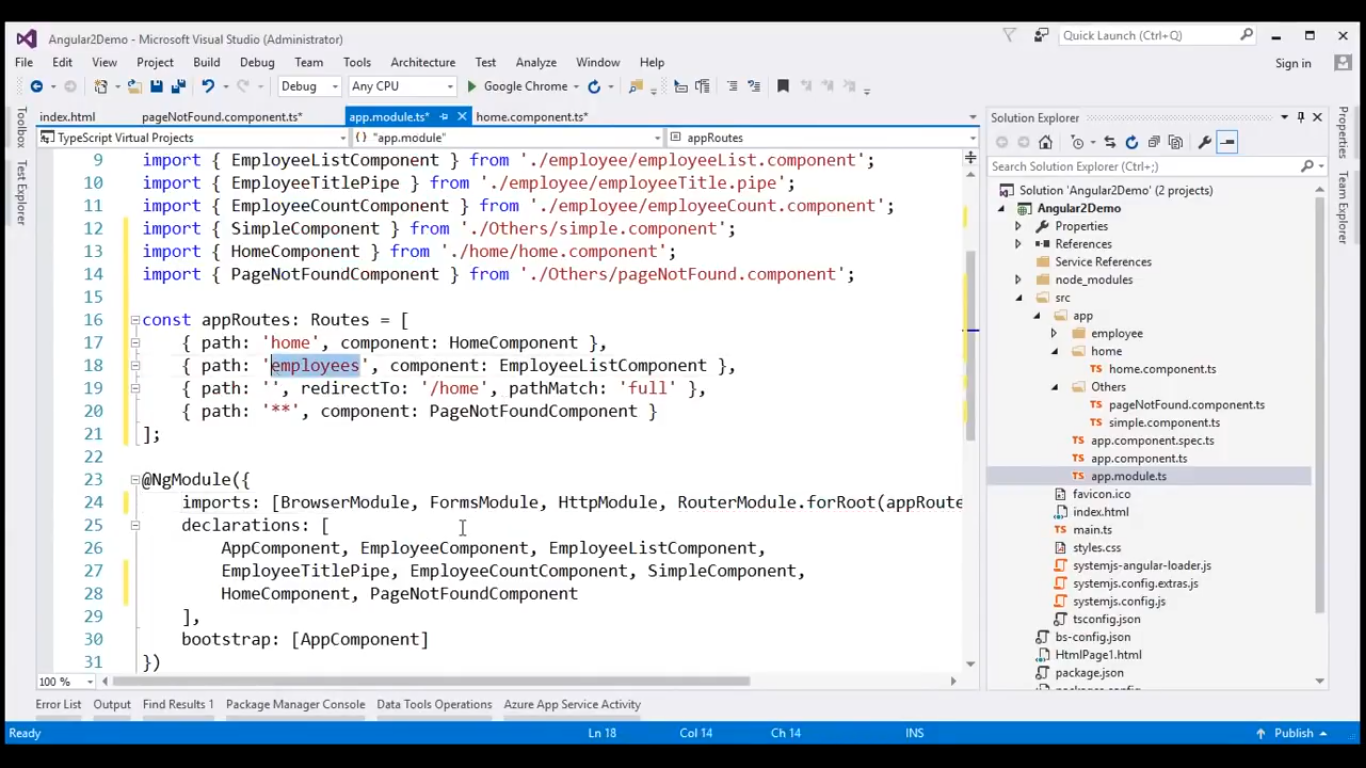 Angular2Demo - Microsoft Visual Studio (Administrator)
Quick Launch (Ctrl+Q)
File Edit View Project Build Debug Team Tools Architecture Test Analyze Window Help
Sign in
Debug Any CPU Google Chrome
Toolbox
Test Explorer
index.html pageNotFound.component.ts* app.module.ts* home.component.ts*
TypeScript Virtual Projects "app.module" appRoutes
9 import { EmployeeListComponent } from './employee/employeeList.component';
10 import { EmployeeTitlePipe } from './employee/employeeTitle.pipe';
11 import { EmployeeCountComponent } from './employee/employeeCount.component';
12 import { SimpleComponent } from './Others/simple.component';
13 import { HomeComponent } from './home/home.component';
14 import { PageNotFoundComponent } from './Others/pageNotFound.component';
15
16 const appRoutes: Routes = [
17 { path: 'home', component: HomeComponent },
18 { path: 'employees', component: EmployeeListComponent },
19 { path: '', redirectTo: '/home', pathMatch: 'full' },
20 { path: '**', component: PageNotFoundComponent }
21 ];
22
23 @NgModule({
24 imports: [BrowserModule, FormsModule, HttpModule, RouterModule.forRoot(appRoute
25 declarations: [
26 AppComponent, EmployeeComponent, EmployeeListComponent,
27 EmployeeTitlePipe, EmployeeCountComponent, SimpleComponent,
28 HomeComponent, PageNotFoundComponent
29 ],
30 bootstrap: [AppComponent]
31 })
100 %
Solution Explorer
Search Solution Explorer (Ctrl+;)
Solution 'Angular2Demo' (2 projects)
Angular2Demo
Properties
References
Service References
node_modules
src
app
employee
home
home.component.ts
Others
pageNotFound.component.ts
simple.component.ts
app.component.spec.ts
app.component.ts
app.module.ts
favicon.ico
index.html
main.ts
styles.css
systemjs-angular-loader.js
systemjs.config.extras.js
systemjs.config.js
tsconfig.json
bs-config.json
HtmlPage1.html
package.json
Properties
Team Explorer
Error List Output Find Results 1 Package Manager Console Data Tools Operations Azure App Service Activity
Ready Ln 18 Col 14 Ch 14 INS Publish